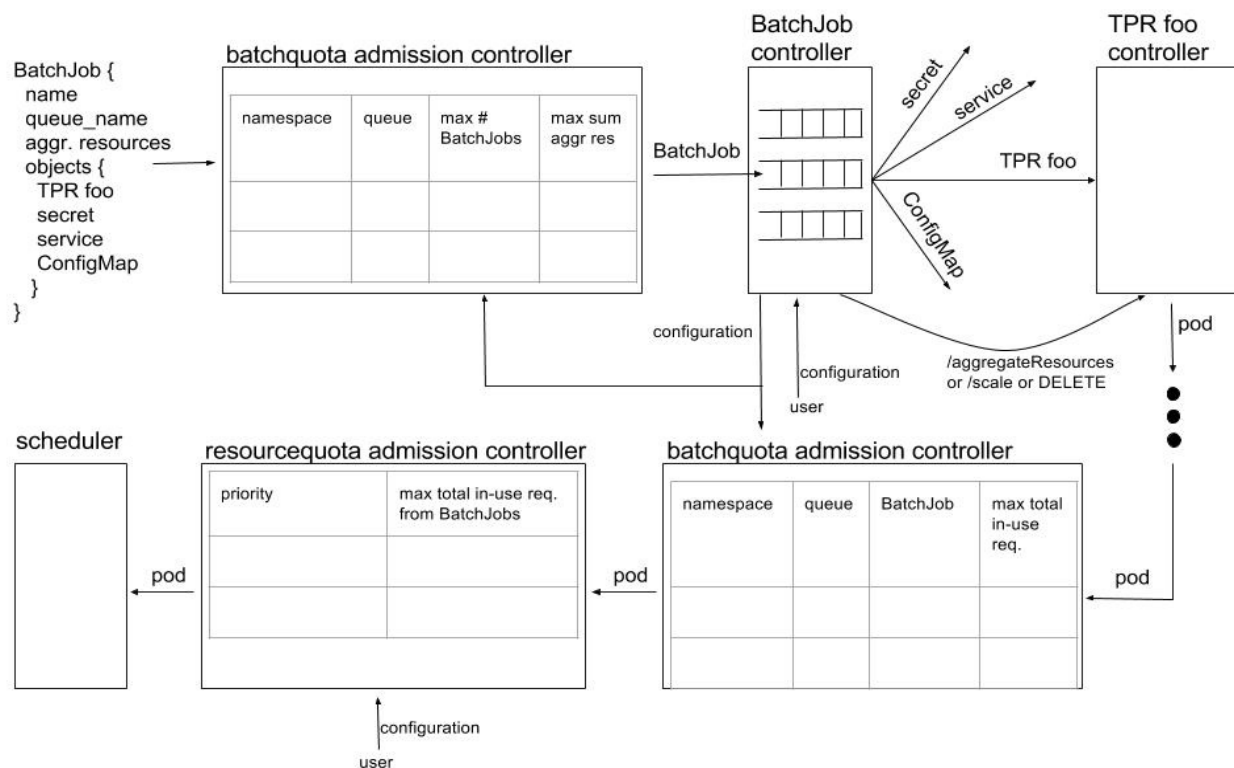 BatchJob {
name
queue_name
aggr. resources
objects {
TPR foo
secret
service
ConfigMap
}
}
batchquota admission controller
namespace
queue
max #
BatchJobs
max sum
aggr res
BatchJob
BatchJob
controller
secret
service
TPR foo
ConfigMap
TPR foo
controller
configuration
configuration
user
/aggregateResources
or /scale or DELETE
pod
scheduler
pod
resourcequota admission controller
priority
max total in-use req.
from BatchJobs
configuration
user
pod
batchquota admission controller
namespace
queue
BatchJob
max total
in-use
req.
pod